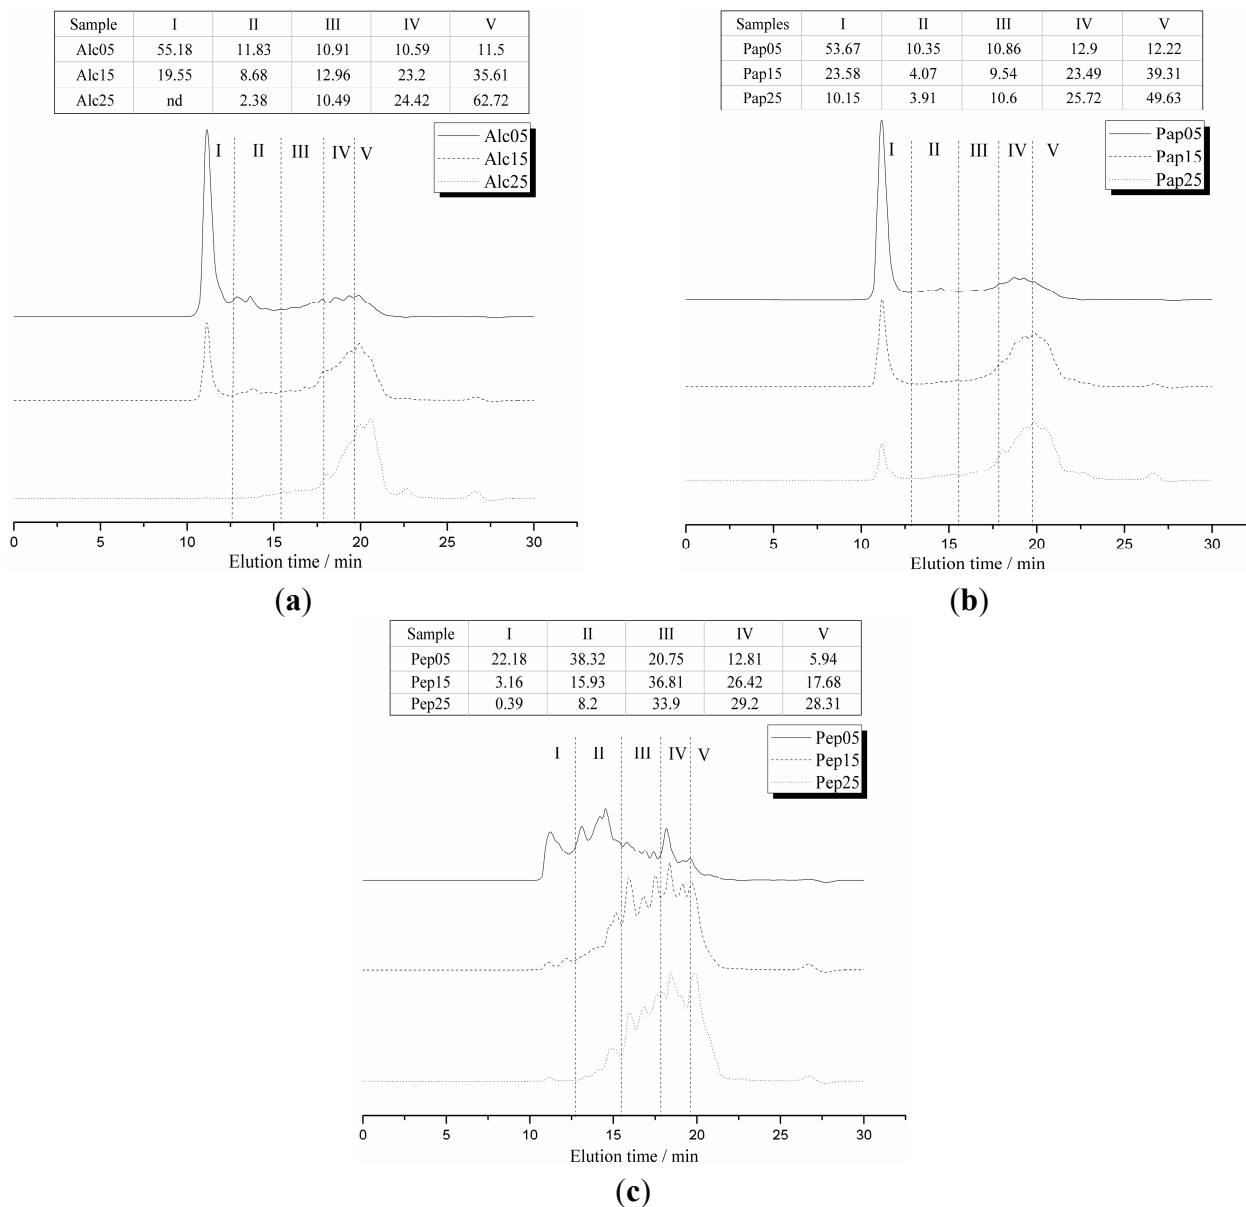 Sample I II III IV V
Alc05 55.18 11.83 10.91 10.59 11.5
Alc15 19.55 8.68 12.96 23.2 35.61
Alc25 nd 2.38 10.49 24.42 62.72
Alc05
Alc15
Alc25
I II III IV V
0 5 10 15 20 25 30
Elution time / min
(a)
Samples I II III IV V
Pap05 53.67 10.35 10.86 12.9 12.22
Pap15 23.58 4.07 9.54 23.49 39.31
Pap25 10.15 3.91 10.6 25.72 49.63
Pap05
Pap15
Pap25
I II III IV V
0 5 10 15 20 25 30
Elution time / min
(b)
Sample I II III IV V
Pep05 22.18 38.32 20.75 12.81 5.94
Pep15 3.16 15.93 36.81 26.42 17.68
Pep25 0.39 8.2 33.9 29.2 28.31
Pep05
Pep15
Pep25
I II III IV V
0 5 10 15 20 25 30
Elution time / min
(c)